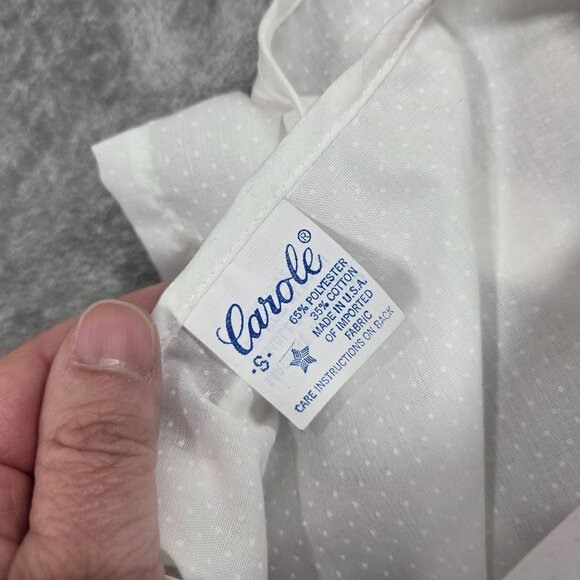 Carole®
65% POLYESTER
35% COTTON
MADE IN U.S.A.
OF IMPORTED
FABRIC
CARE INSTRUCTIONS ON BACK
·S·